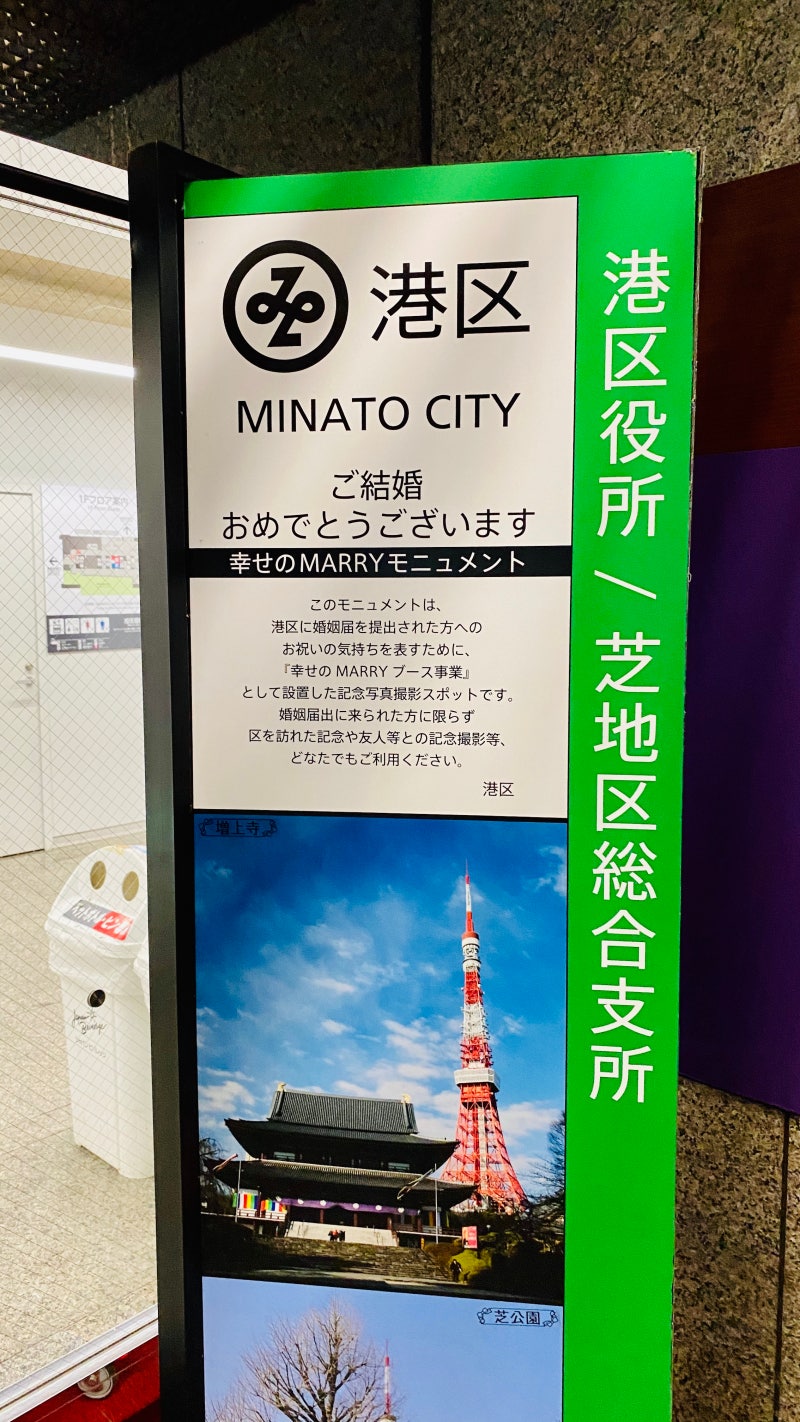 港区
MINATO CITY
ご結婚
おめでとうございます
幸せのMARRYモニュメント
このモニュメントは、
港区に婚姻届を提出された方への
お祝いの気持ちを表すために、
『幸せの MARRY ブース事業』
として設置した記念写真撮影スポットです。
婚姻届出に来られた方に限らず
区を訪れた記念や友人等との記念撮影等、
どなたでもご利用ください。
港区
増上寺
芝公園
港区役所 / 芝地区総合支所
1Fフロア案内